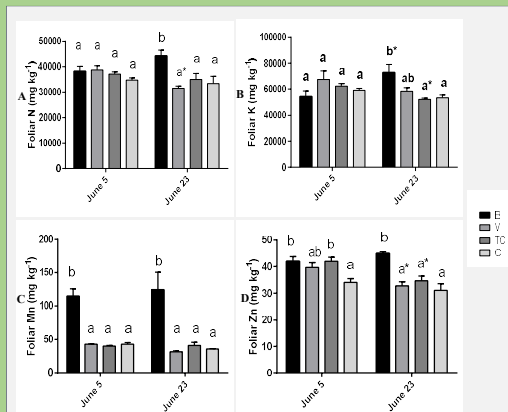 A
Foliar N (mg kg⁻¹)
50000
40000
30000
20000
10000
0
a a a a b a* a a
June 5 June 23
B
Foliar K (mg kg⁻¹)
100000
80000
60000
40000
20000
0
a a a a b* ab a* a
June 5 June 23
B
V
TC
C
C
Foliar Mn (mg kg⁻¹)
200
150
100
50
0
b a a a b a a a
June 5 June 23
D
Foliar Zn (mg kg⁻¹)
50
40
30
20
10
0
b ab b a b a* a* a
June 5 June 23